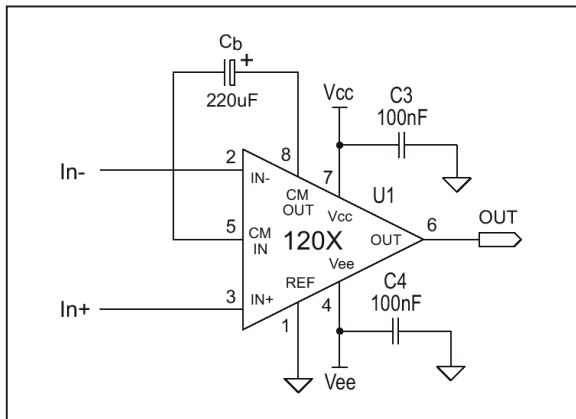 Cb
+
220uF
Vcc
C3
100nF
In-
2
IN-
8
CM
OUT
7
Vcc
U1
5
CM
IN
120X
OUT
6
OUT
Vee
In+
3
IN+
REF
1
4
C4
100nF
Vee